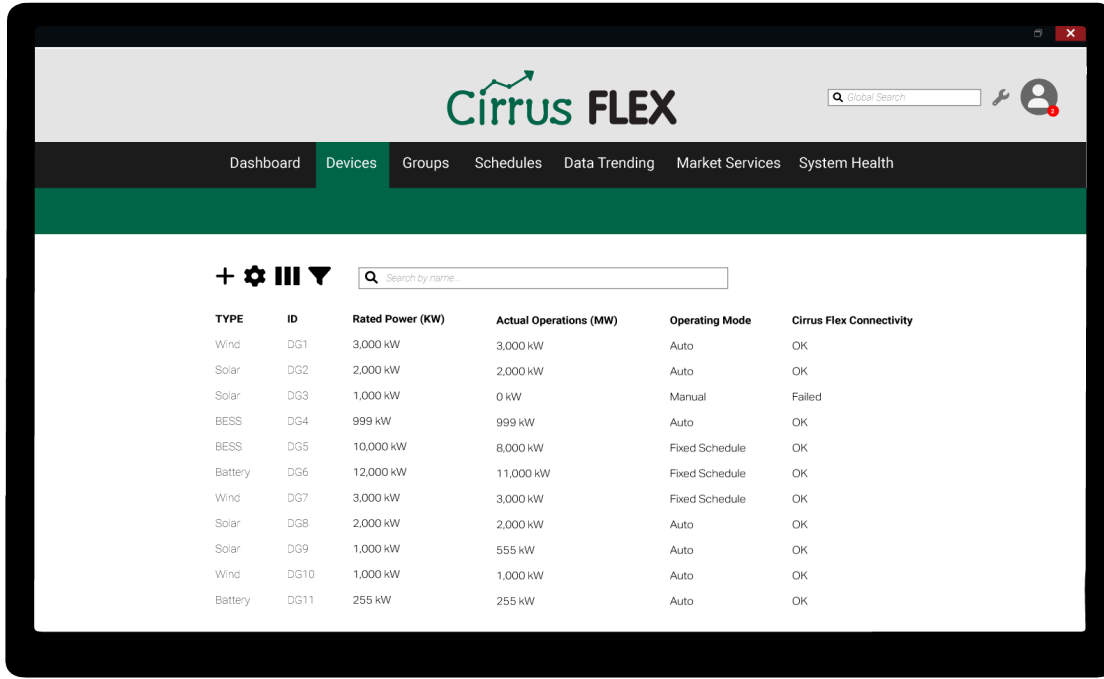 Cirrus FLEX
Global Search
2
Dashboard Devices Groups Schedules Data Trending Market Services System Health
Search by name...
TYPE ID Rated Power (KW) Actual Operations (MW) Operating Mode Cirrus Flex Connectivity
Wind DG1 3,000 kW 3,000 kW Auto OK
Solar DG2 2,000 kW 2,000 kW Auto OK
Solar DG3 1,000 kW 0 kW Manual Failed
BESS DG4 999 kW 999 kW Auto OK
BESS DG5 10,000 kW 8,000 kW Fixed Schedule OK
Battery DG6 12,000 kW 11,000 kW Fixed Schedule OK
Wind DG7 3,000 kW 3,000 kW Fixed Schedule OK
Solar DG8 2,000 kW 2,000 kW Auto OK
Solar DG9 1,000 kW 555 kW Auto OK
Wind DG10 1,000 kW 1,000 kW Auto OK
Battery DG11 255 kW 255 kW Auto OK